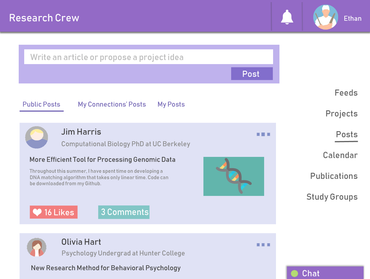 Research Crew
Ethan
Write an article or propose a project idea
Post
Public Posts
My Connections' Posts
My Posts
Feeds
Projects
Posts
Calendar
Publications
Study Groups
Jim Harris
Computational Biology PhD at UC Berkeley
More Efficient Tool for Processing Genomic Data
Throughout this summer, I have spent time on developing a
DNA matching algorithm that takes only linear time. Code can
be downloaded from my Github.
16 Likes
3 Comments
Olivia Hart
Psychology Undergrad at Hunter College
New Research Method for Behavioral Psychology
Chat